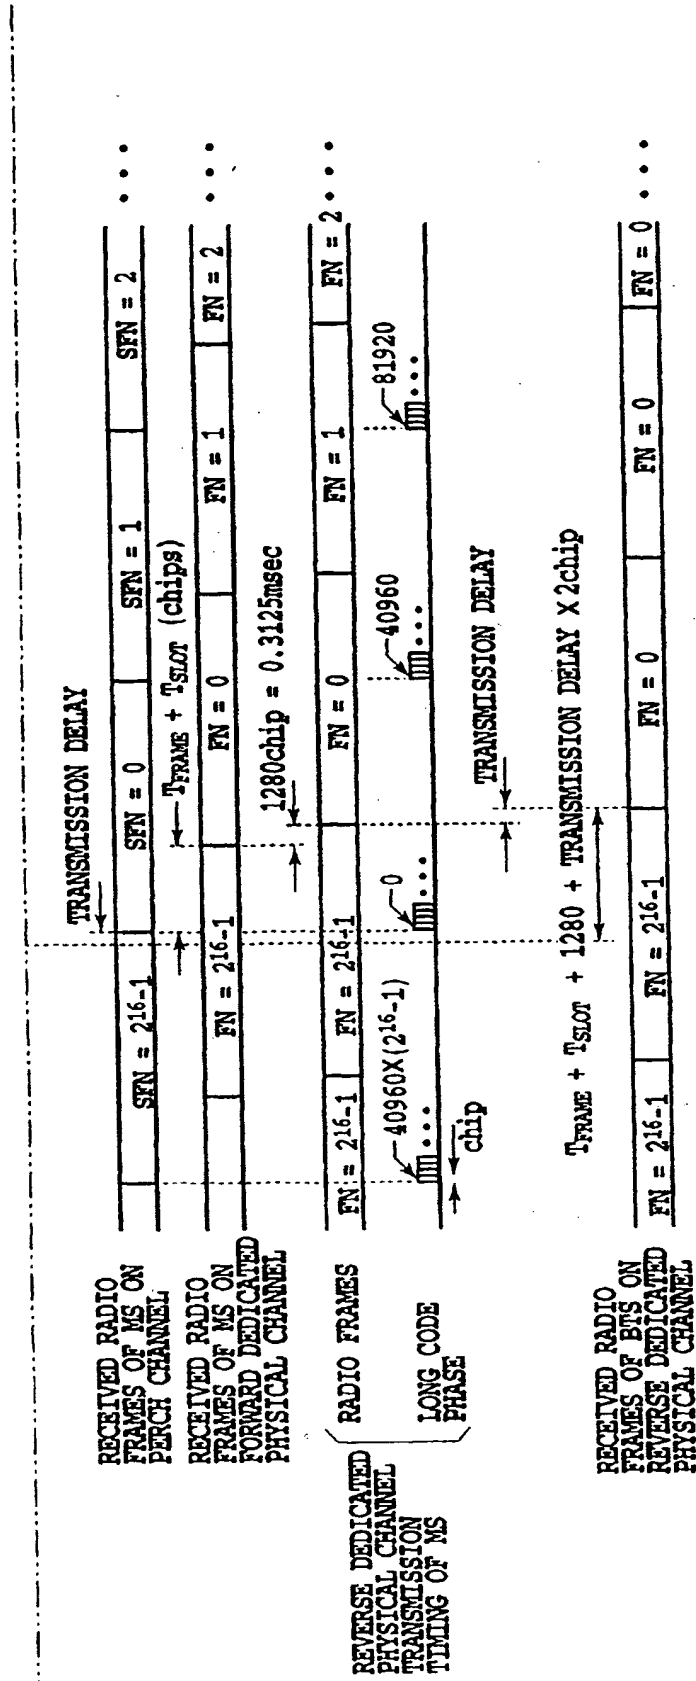 RECEIVED RADIO
FRAMES OF MS ON
PERCH CHANNEL
SFN = 2^16-1
SFN = 0
SFN = 1
SFN = 2
• • •
TRANSMISSION DELAY
T_FRAME + T_SLOT (chips)
RECEIVED RADIO
FRAMES OF MS ON
FORWARD DEDICATED
PHYSICAL CHANNEL
FN = 2^16-1
FN = 0
FN = 1
FN = 2
• • •
1280chip = 0.3125msec
REVERSE DEDICATED
PHYSICAL CHANNEL
TRANSMISSION
TIMING OF MS
RADIO FRAMES
FN = 2^16-1
FN = 2^16-1
FN = 0
FN = 1
FN = 2
• • •
LONG CODE
PHASE
40960X(2^16-1)
• • •
0
• • •
40960
• • •
81920
• • •
chip
TRANSMISSION DELAY
T_FRAME + T_SLOT + 1280 + TRANSMISSION DELAY X 2chip
RECEIVED RADIO
FRAMES OF BTS ON
REVERSE DEDICATED
PHYSICAL CHANNEL
FN = 2^16-1
FN = 2^16-1
FN = 0
FN = 0
FN = 0
• • •